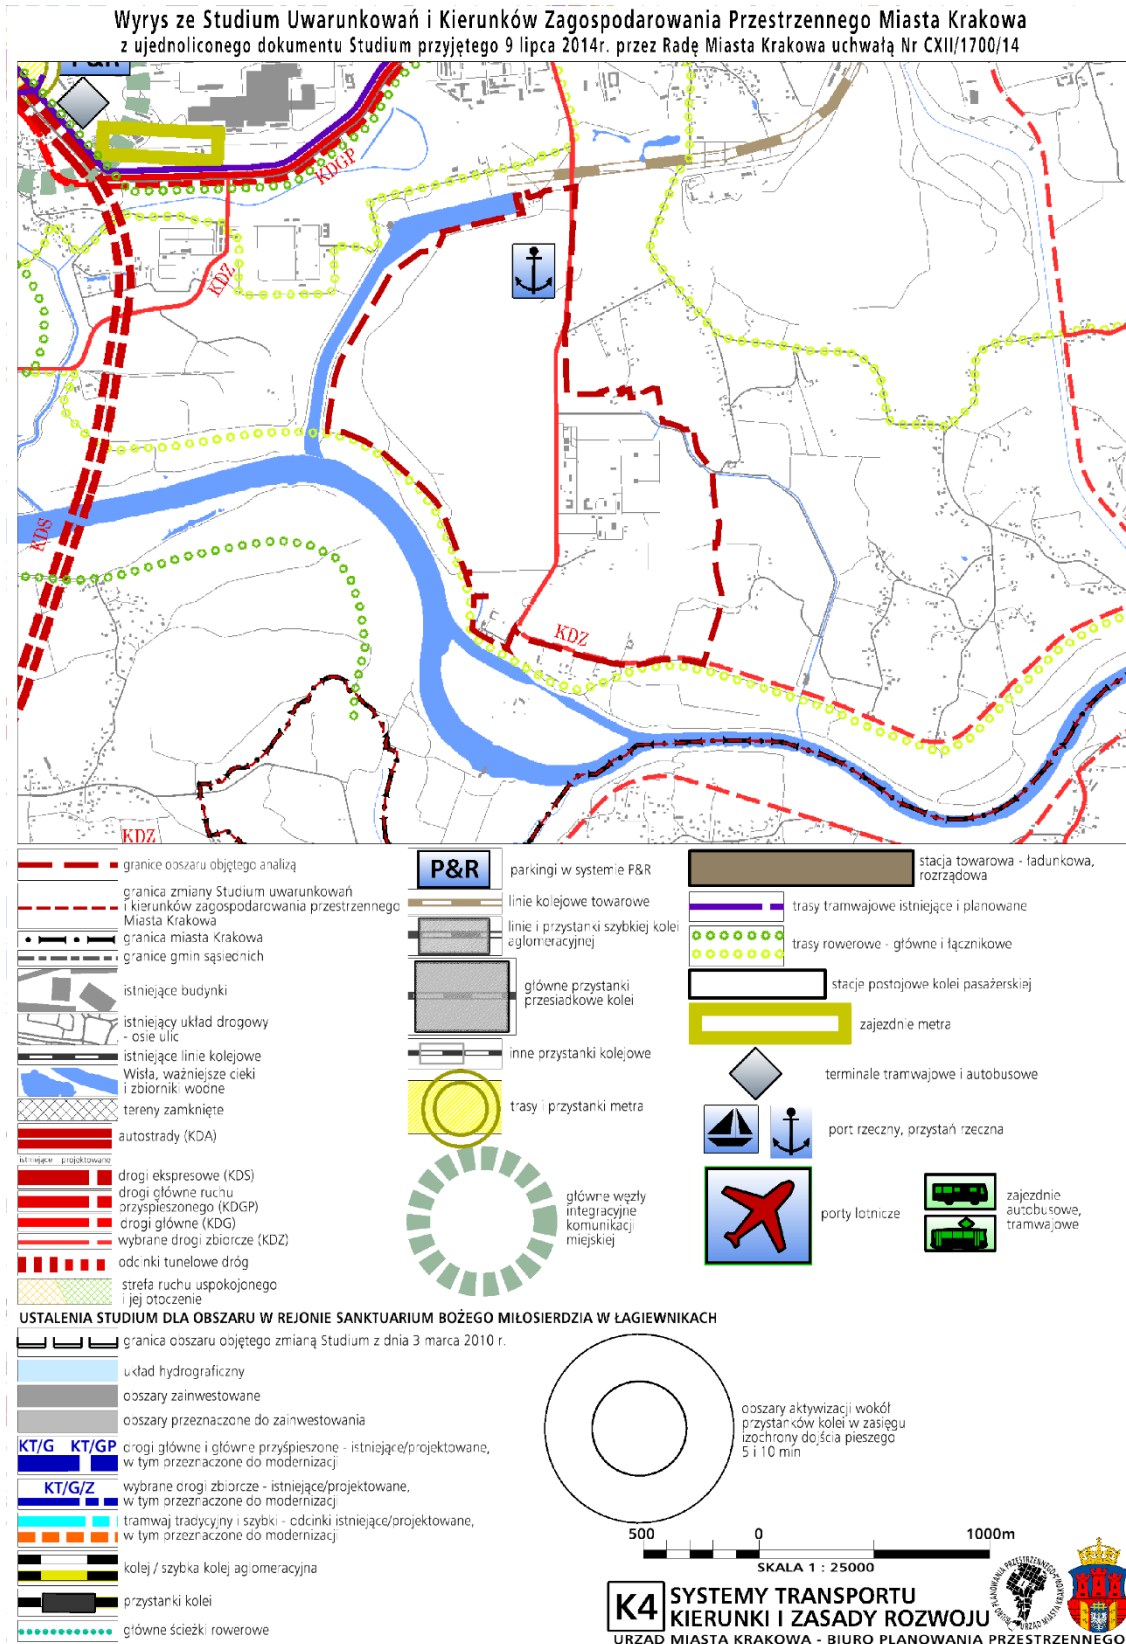 Wyrys ze Studium Uwarunkowań i Kierunków Zagospodarowania Przestrzennego Miasta Krakowa
z ujednoliconego dokumentu Studium przyjętego 9 lipca 2014r. przez Radę Miasta Krakowa uchwałą Nr CXII/1700/14
P&R
KDGP
KDZ
KDS
KDZ
KDZ
granice obszaru objętego analizą
granica zmiany Studium uwarunkowań
i kierunków zagospodarowania przestrzennego
Miasta Krakowa
granica miasta Krakowa
granice gmin sąsiednich
istniejące budynki
istniejący układ drogowy
- osie ulic
istniejące linie kolejowe
Wisła, ważniejsze cieki
i zbiorniki wodne
tereny zamknięte
autostrady (KDA)
istniejące projektowane
drogi ekspresowe (KDS)
drogi główne ruchu
przyspieszonego (KDGP)
drogi główne (KDG)
wybrane drogi zbiorcze (KDZ)
odcinki tunelowe dróg
strefa ruchu uspokojonego
i jej otoczenie
P&R
parkingi w systemie P&R
linie kolejowe towarowe
linie i przystanki szybkiej kolei
aglomeracyjnej
główne przystanki
przesiadkowe kolei
inne przystanki kolejowe
trasy i przystanki metra
główne węzły
integracyjne
komunikacji
miejskiej
stacja towarowa - ładunkowa,
rozrządowa
trasy tramwajowe istniejące i planowane
trasy rowerowe - główne i łącznikowe
stacje postojowe kolei pasażerskiej
zajezdnie metra
terminale tramwajowe i autobusowe
port rzeczny, przystań rzeczna
porty lotnicze
zajezdnie
autobusowe,
tramwajowe
USTALENIA STUDIUM DLA OBSZARU W REJONIE SANKTUARIUM BOŻEGO MIŁOSIERDZIA W ŁAGIEWNIKACH
granica obszaru objętego zmianą Studium z dnia 3 marca 2010 r.
układ hydrograficzny
obszary zainwestowane
obszary przeznaczone do zainwestowania
KT/G KT/GP
drogi główne i główne przyśpieszone - istniejące/projektowane,
w tym przeznaczone do modernizacji
KT/G/Z
wybrane drogi zbiorcze - istniejące/projektowane,
w tym przeznaczone do modernizacji
tramwaj tradycyjny i szybki - odcinki istniejące/projektowane,
w tym przeznaczone do modernizacji
kolej / szybka kolej aglomeracyjna
przystanki kolei
główne ścieżki rowerowe
obszary aktywizacji wokół
przystanków kolei w zasięgu
izochrony dojścia pieszego
5 i 10 min
500 0 1000m
SKALA 1 : 25000
K4
SYSTEMY TRANSPORTU
KIERUNKI I ZASADY ROZWOJU
URZĄD MIASTA KRAKOWA - BIURO PLANOWANIA PRZESTRZENNEGO
BIURO PLANOWANIA PRZESTRZENNEGO
URZĄD MIASTA KRAKOWA